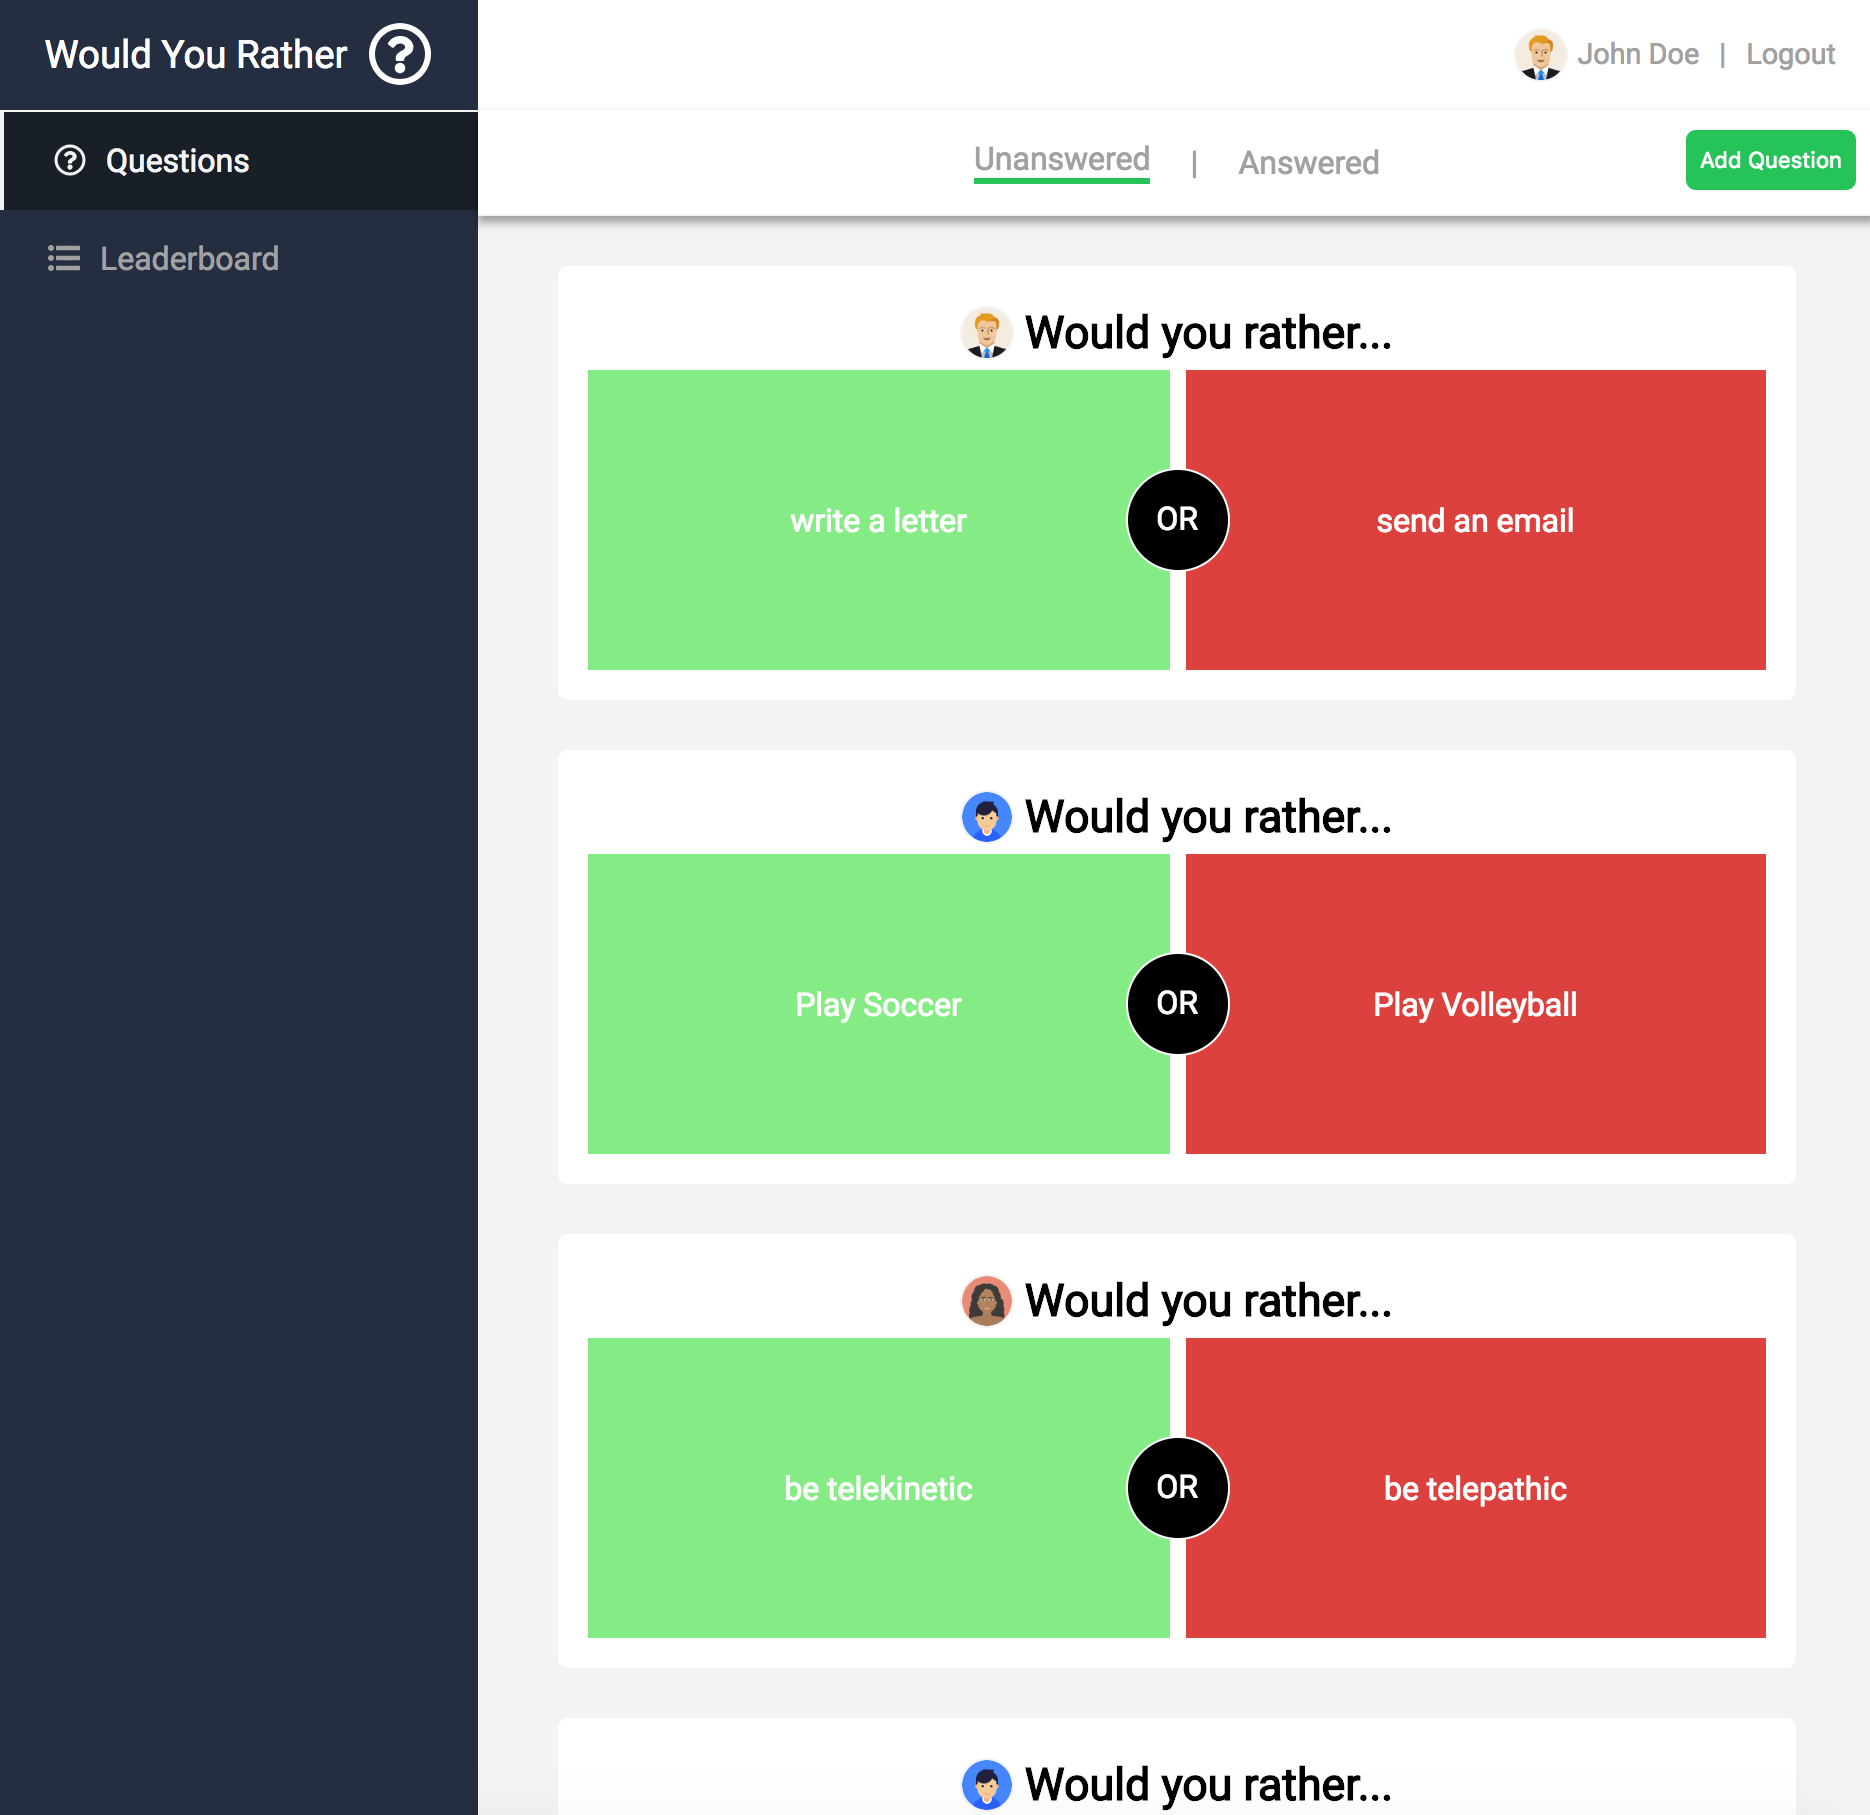 Would You Rather
John Doe | Logout
Questions
Unanswered | Answered
Add Question
Leaderboard
Would you rather...
write a letter
OR
send an email
Would you rather...
Play Soccer
OR
Play Volleyball
Would you rather...
be telekinetic
OR
be telepathic
Would you rather...